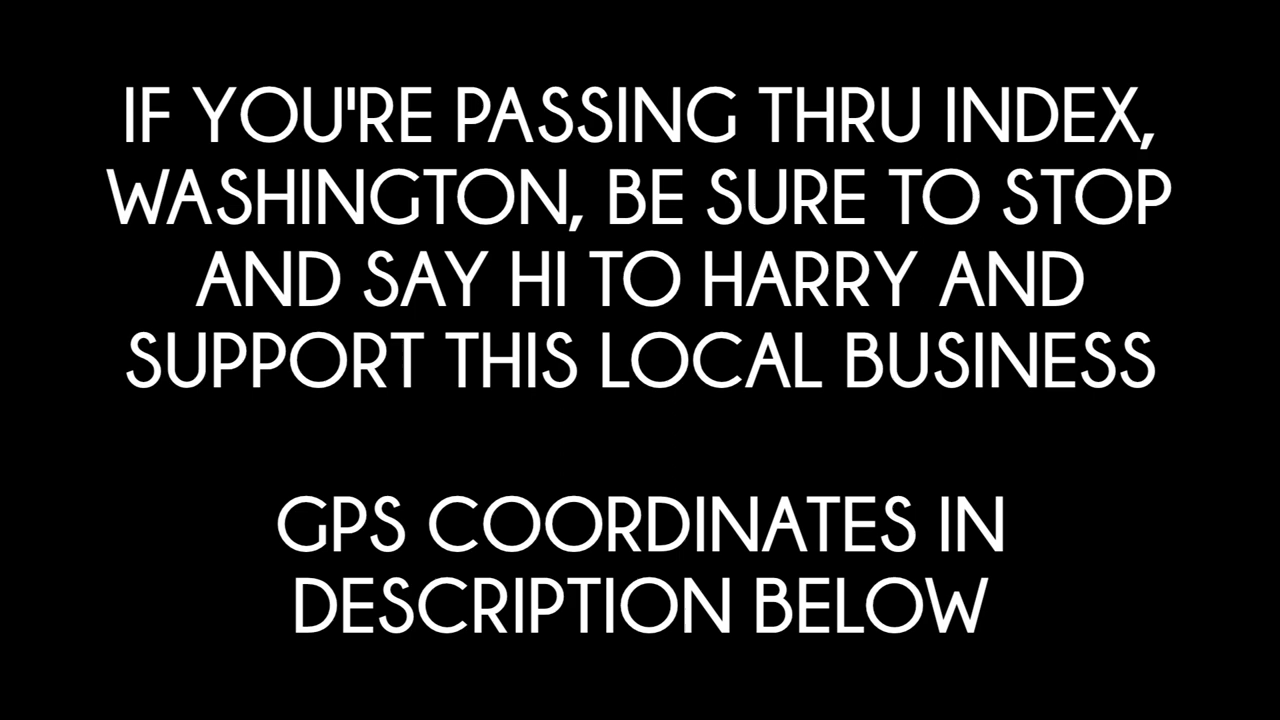 IF YOU'RE PASSING THRU INDEX,
WASHINGTON, BE SURE TO STOP
AND SAY HI TO HARRY AND
SUPPORT THIS LOCAL BUSINESS
GPS COORDINATES IN
DESCRIPTION BELOW